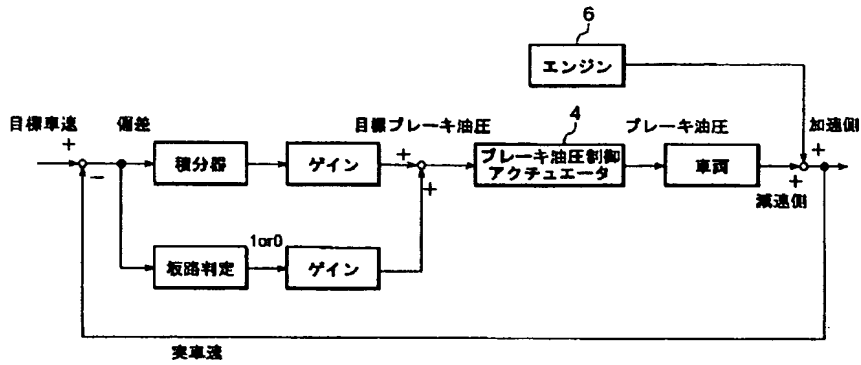 6
エンジン
目標車速
偏差
目標ブレーキ油圧
4
ブレーキ油圧
加速側
+
+
+
+
積分器
ゲイン
ブレーキ油圧制御
アクチュエータ
車両
−
+
+
減速側
1or0
坂路判定
ゲイン
実車速